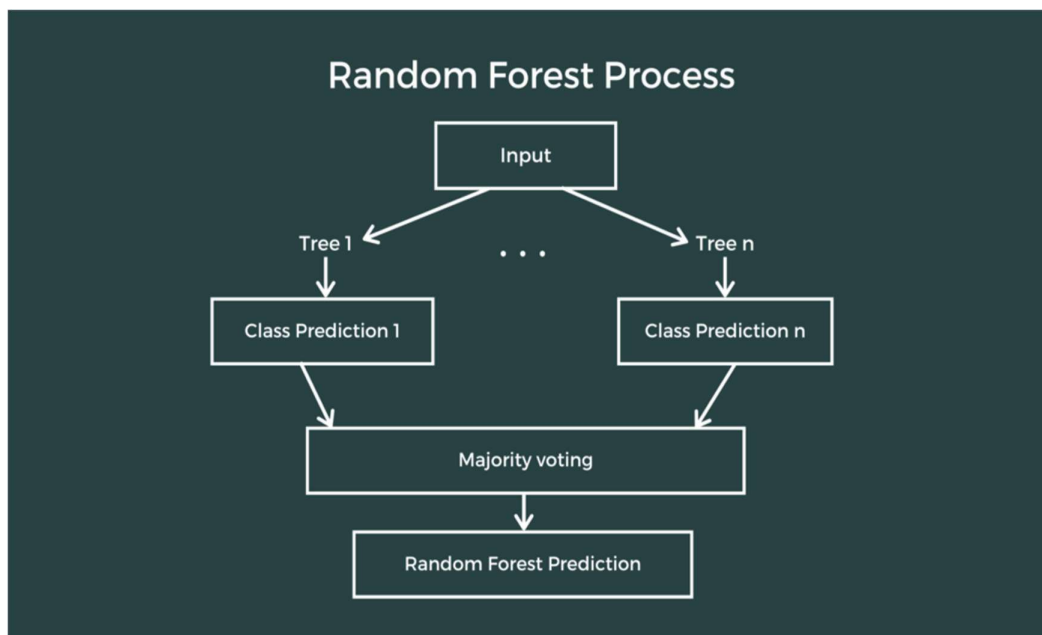 Random Forest Process
Input
Tree 1
. . .
Tree n
Class Prediction 1
Class Prediction n
Majority voting
Random Forest Prediction